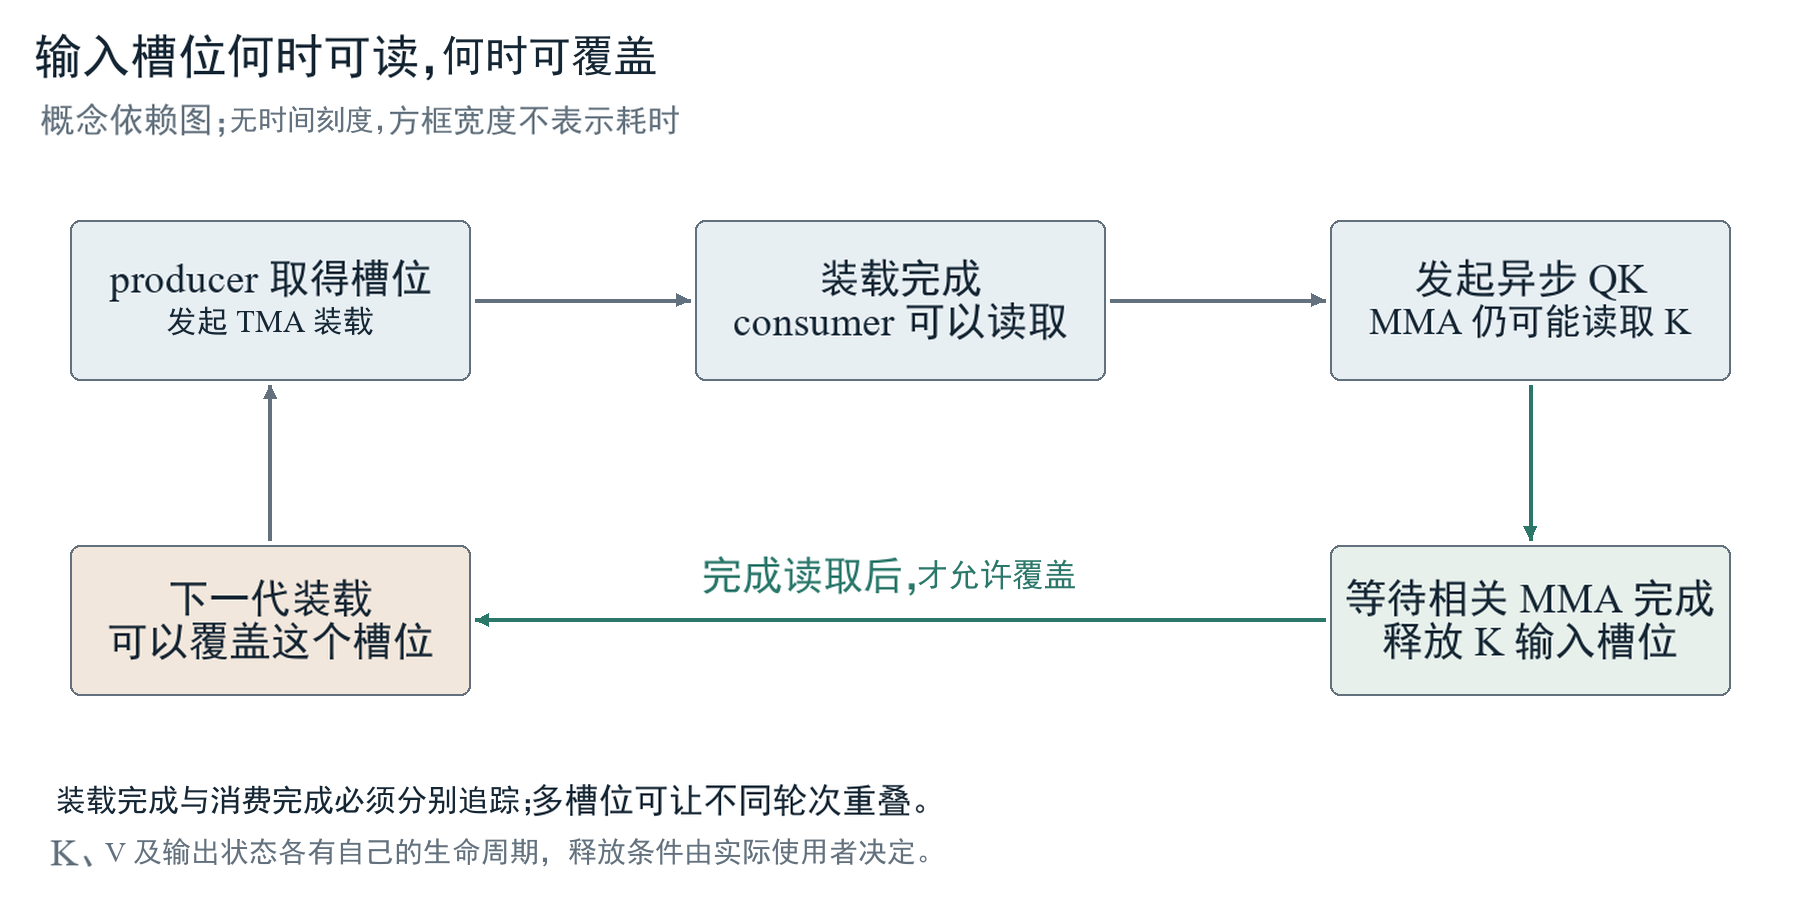 输入槽位何时可读,何时可覆盖
概念依赖图;无时间刻度,方框宽度不表示耗时
producer 取得槽位
发起 TMA 装载
装载完成
consumer 可以读取
发起异步 QK
MMA 仍可能读取 K
下一代装载
可以覆盖这个槽位
完成读取后,才允许覆盖
等待相关 MMA 完成
释放 K 输入槽位
装载完成与消费完成必须分别追踪;多槽位可让不同轮次重叠。
K、V 及输出状态各有自己的生命周期，释放条件由实际使用者决定。